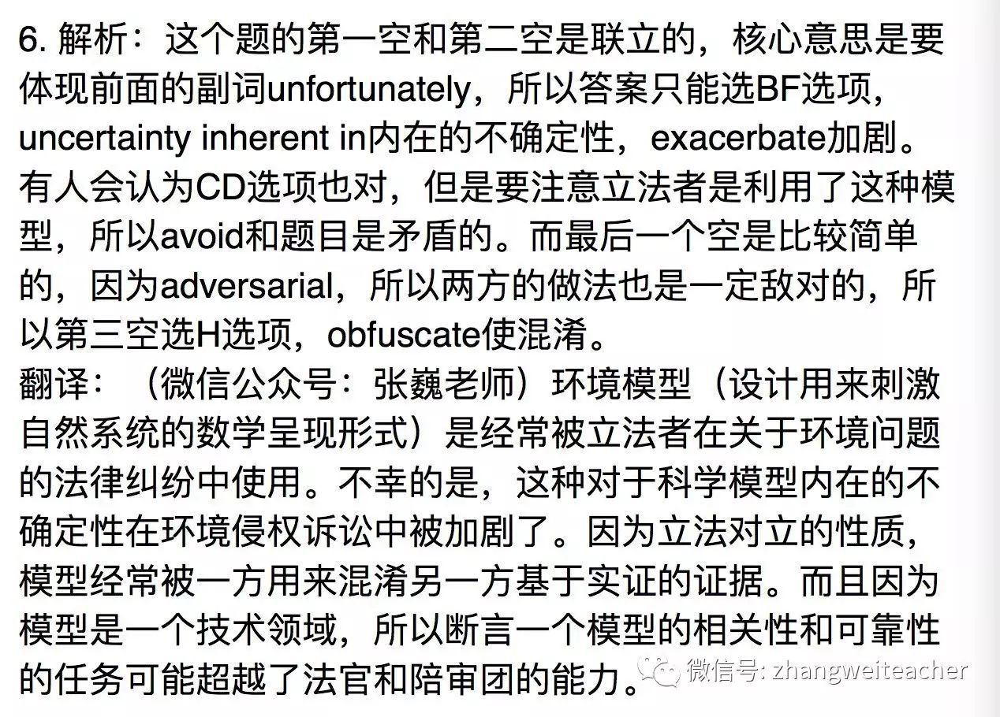 6. 解析：这个题的第一空和第二空是联立的，核心意思是要
体现前面的副词unfortunately，所以答案只能选BF选项，
uncertainty inherent in内在的不确定性，exacerbate加剧。
有人会认为CD选项也对，但是要注意立法者是利用了这种模
型，所以avoid和题目是矛盾的。而最后一个空是比较简单
的，因为adversarial，所以两方的做法也是一定敌对的，所
以第三空选H选项，obfuscate使混淆。
翻译：（微信公众号：张巍老师）环境模型（设计用来刺激
自然系统的数学呈现形式）是经常被立法者在关于环境问题
的法律纠纷中使用。不幸的是，这种对于科学模型内在的不
确定性在环境侵权诉讼中被加剧了。因为立法对立的性质，
模型经常被一方用来混淆另一方基于实证的证据。而且因为
模型是一个技术领域，所以断言一个模型的相关性和可靠性
的任务可能超越了法官和陪审团的能力。
微信号: zhangweiteacher